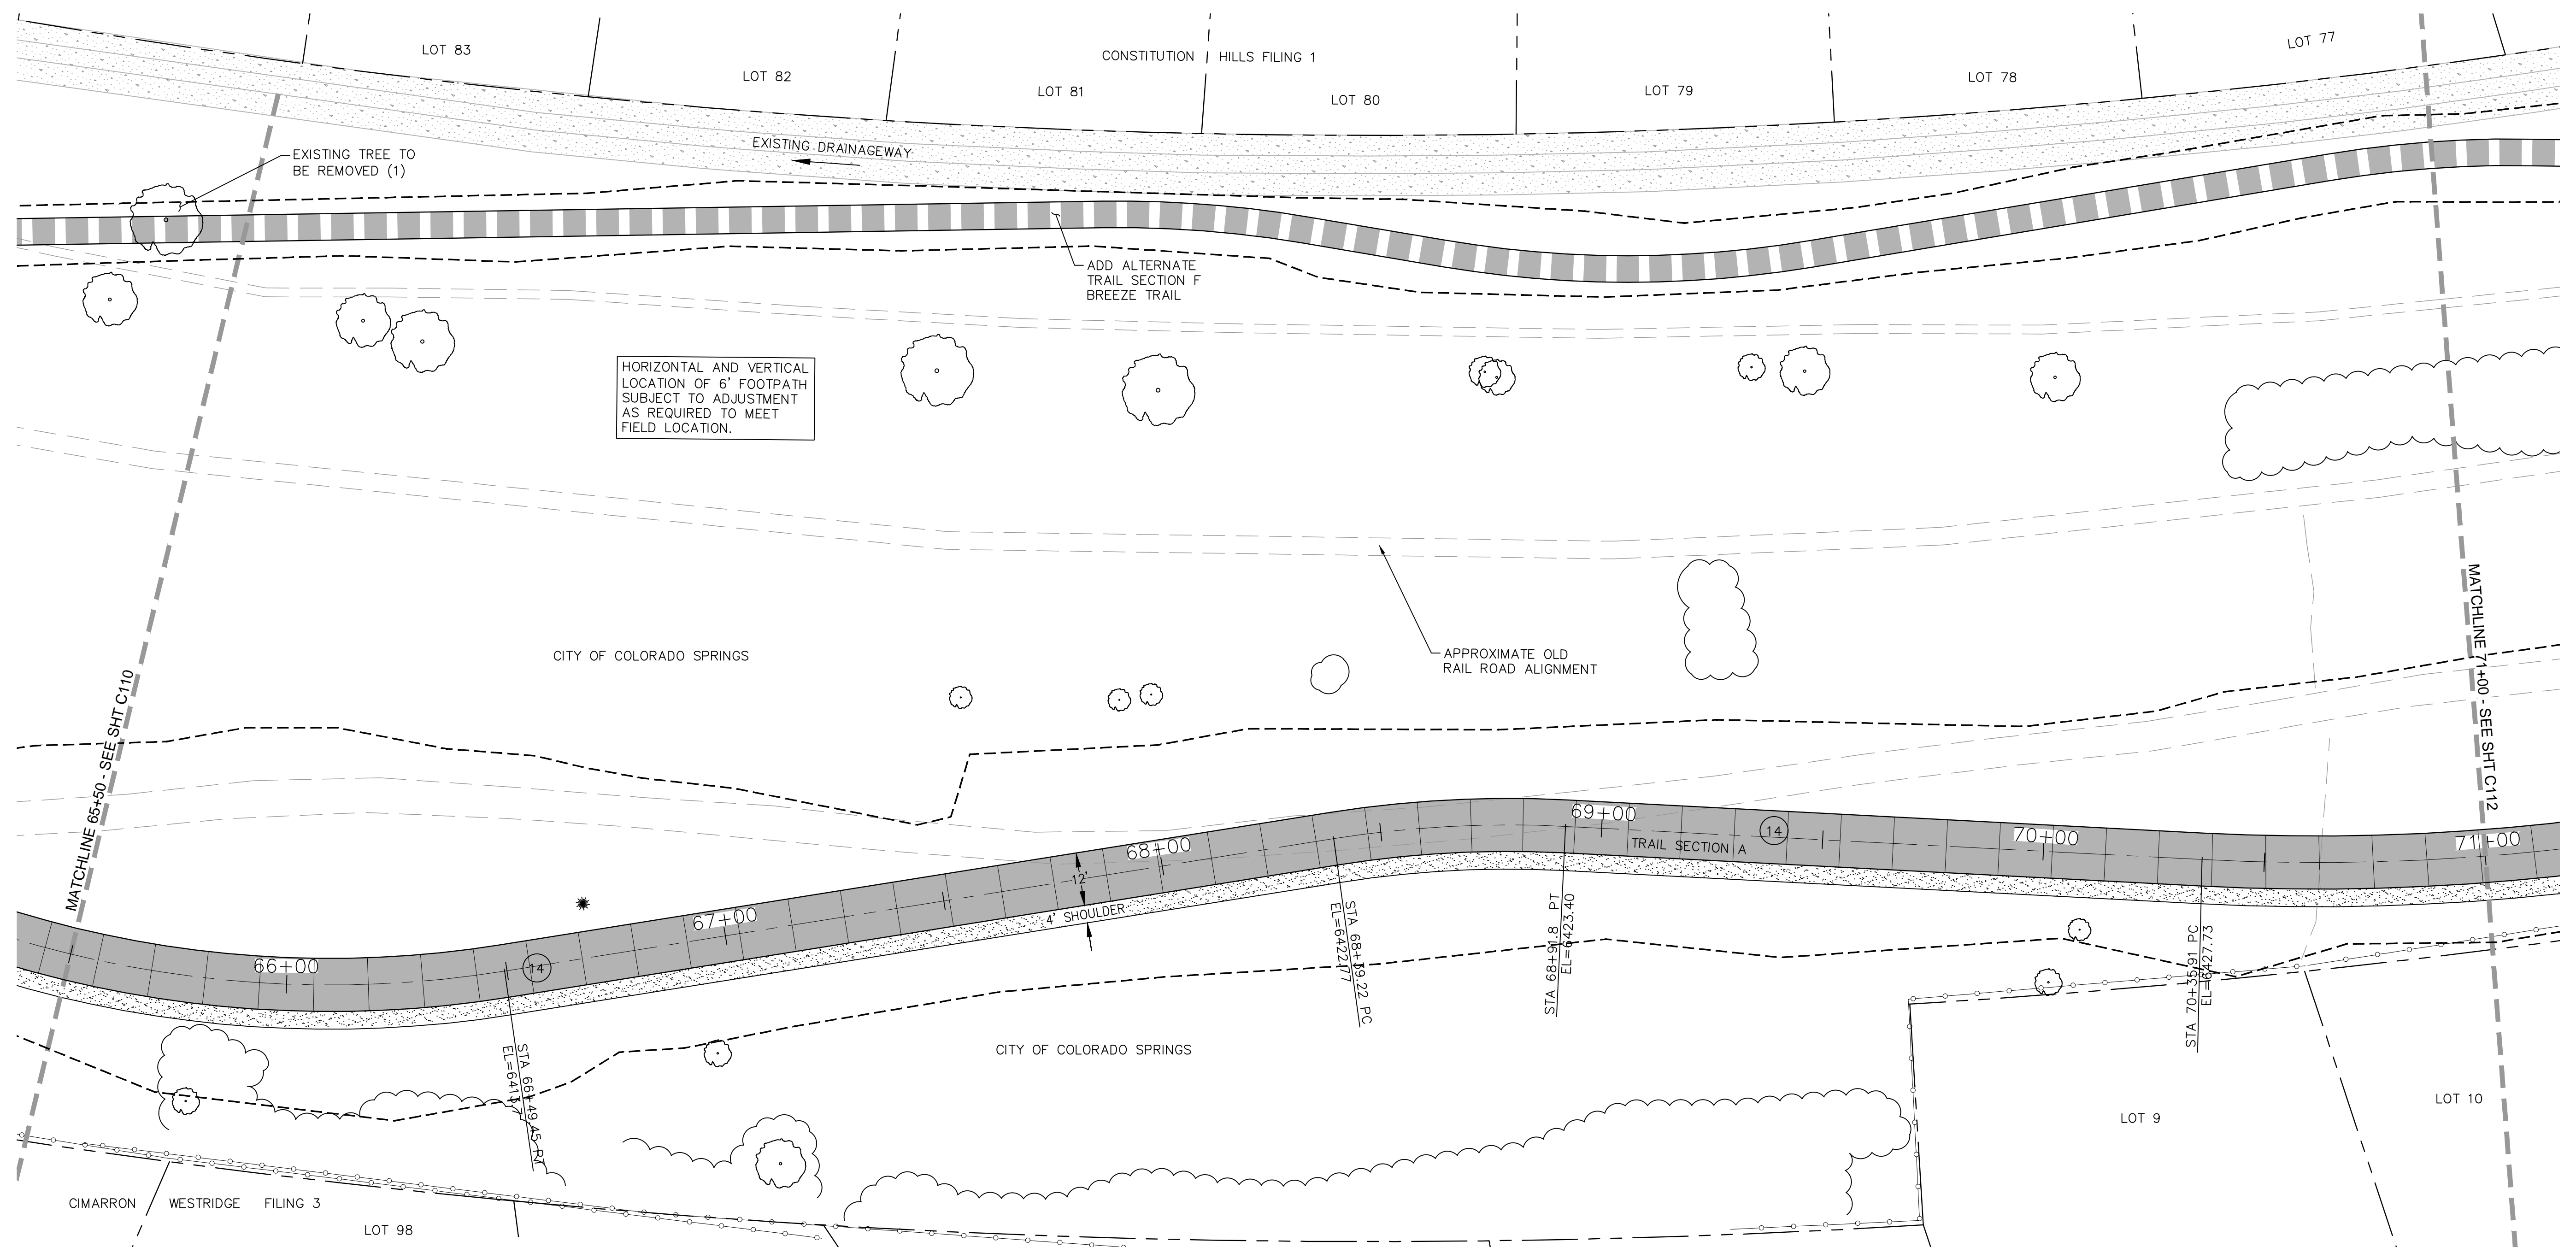 LOT 83
LOT 82
CONSTITUTION HILLS FILING 1
LOT 81
LOT 80
LOT 79
LOT 78
LOT 77
EXISTING DRAINAGEWAY
EXISTING TREE TO
BE REMOVED (1)
ADD ALTERNATE
TRAIL SECTION F
BREEZE TRAIL
HORIZONTAL AND VERTICAL
LOCATION OF 6' FOOTPATH
SUBJECT TO ADJUSTMENT
AS REQUIRED TO MEET
FIELD LOCATION.
CITY OF COLORADO SPRINGS
APPROXIMATE OLD
RAIL ROAD ALIGNMENT
MATCHLINE 65+50 - SEE SHT C110
MATCHLINE 71+00 - SEE SHT C112
66+00
67+00
68+00
69+00
70+00
71+00
14
14
TRAIL SECTION A
12'
4' SHOULDER
STA 66+49.45 PT
STA 68+39.22 PC
EL=6422.77
STA 68+91.8 PT
EL=6423.40
STA 70+35.91 PC
EL=6427.73
CITY OF COLORADO SPRINGS
LOT 9
LOT 10
CIMARRON WESTRIDGE FILING 3
LOT 98